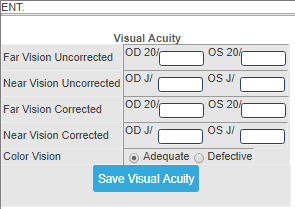 ENT.
Visual Acuity
Far Vision Uncorrected OD 20/ OS 20/
Near Vision Uncorrected OD J/ OS J/
Far Vision Corrected OD 20/ OS 20/
Near Vision Corrected OD J/ OS J/
Color Vision Adequate Defective
Save Visual Acuity